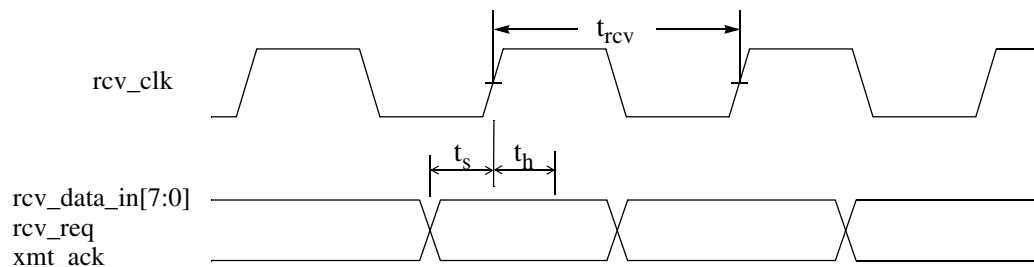 t_rcv
rcv_clk
t_s t_h
rcv_data_in[7:0]
rcv_req
xmt_ack